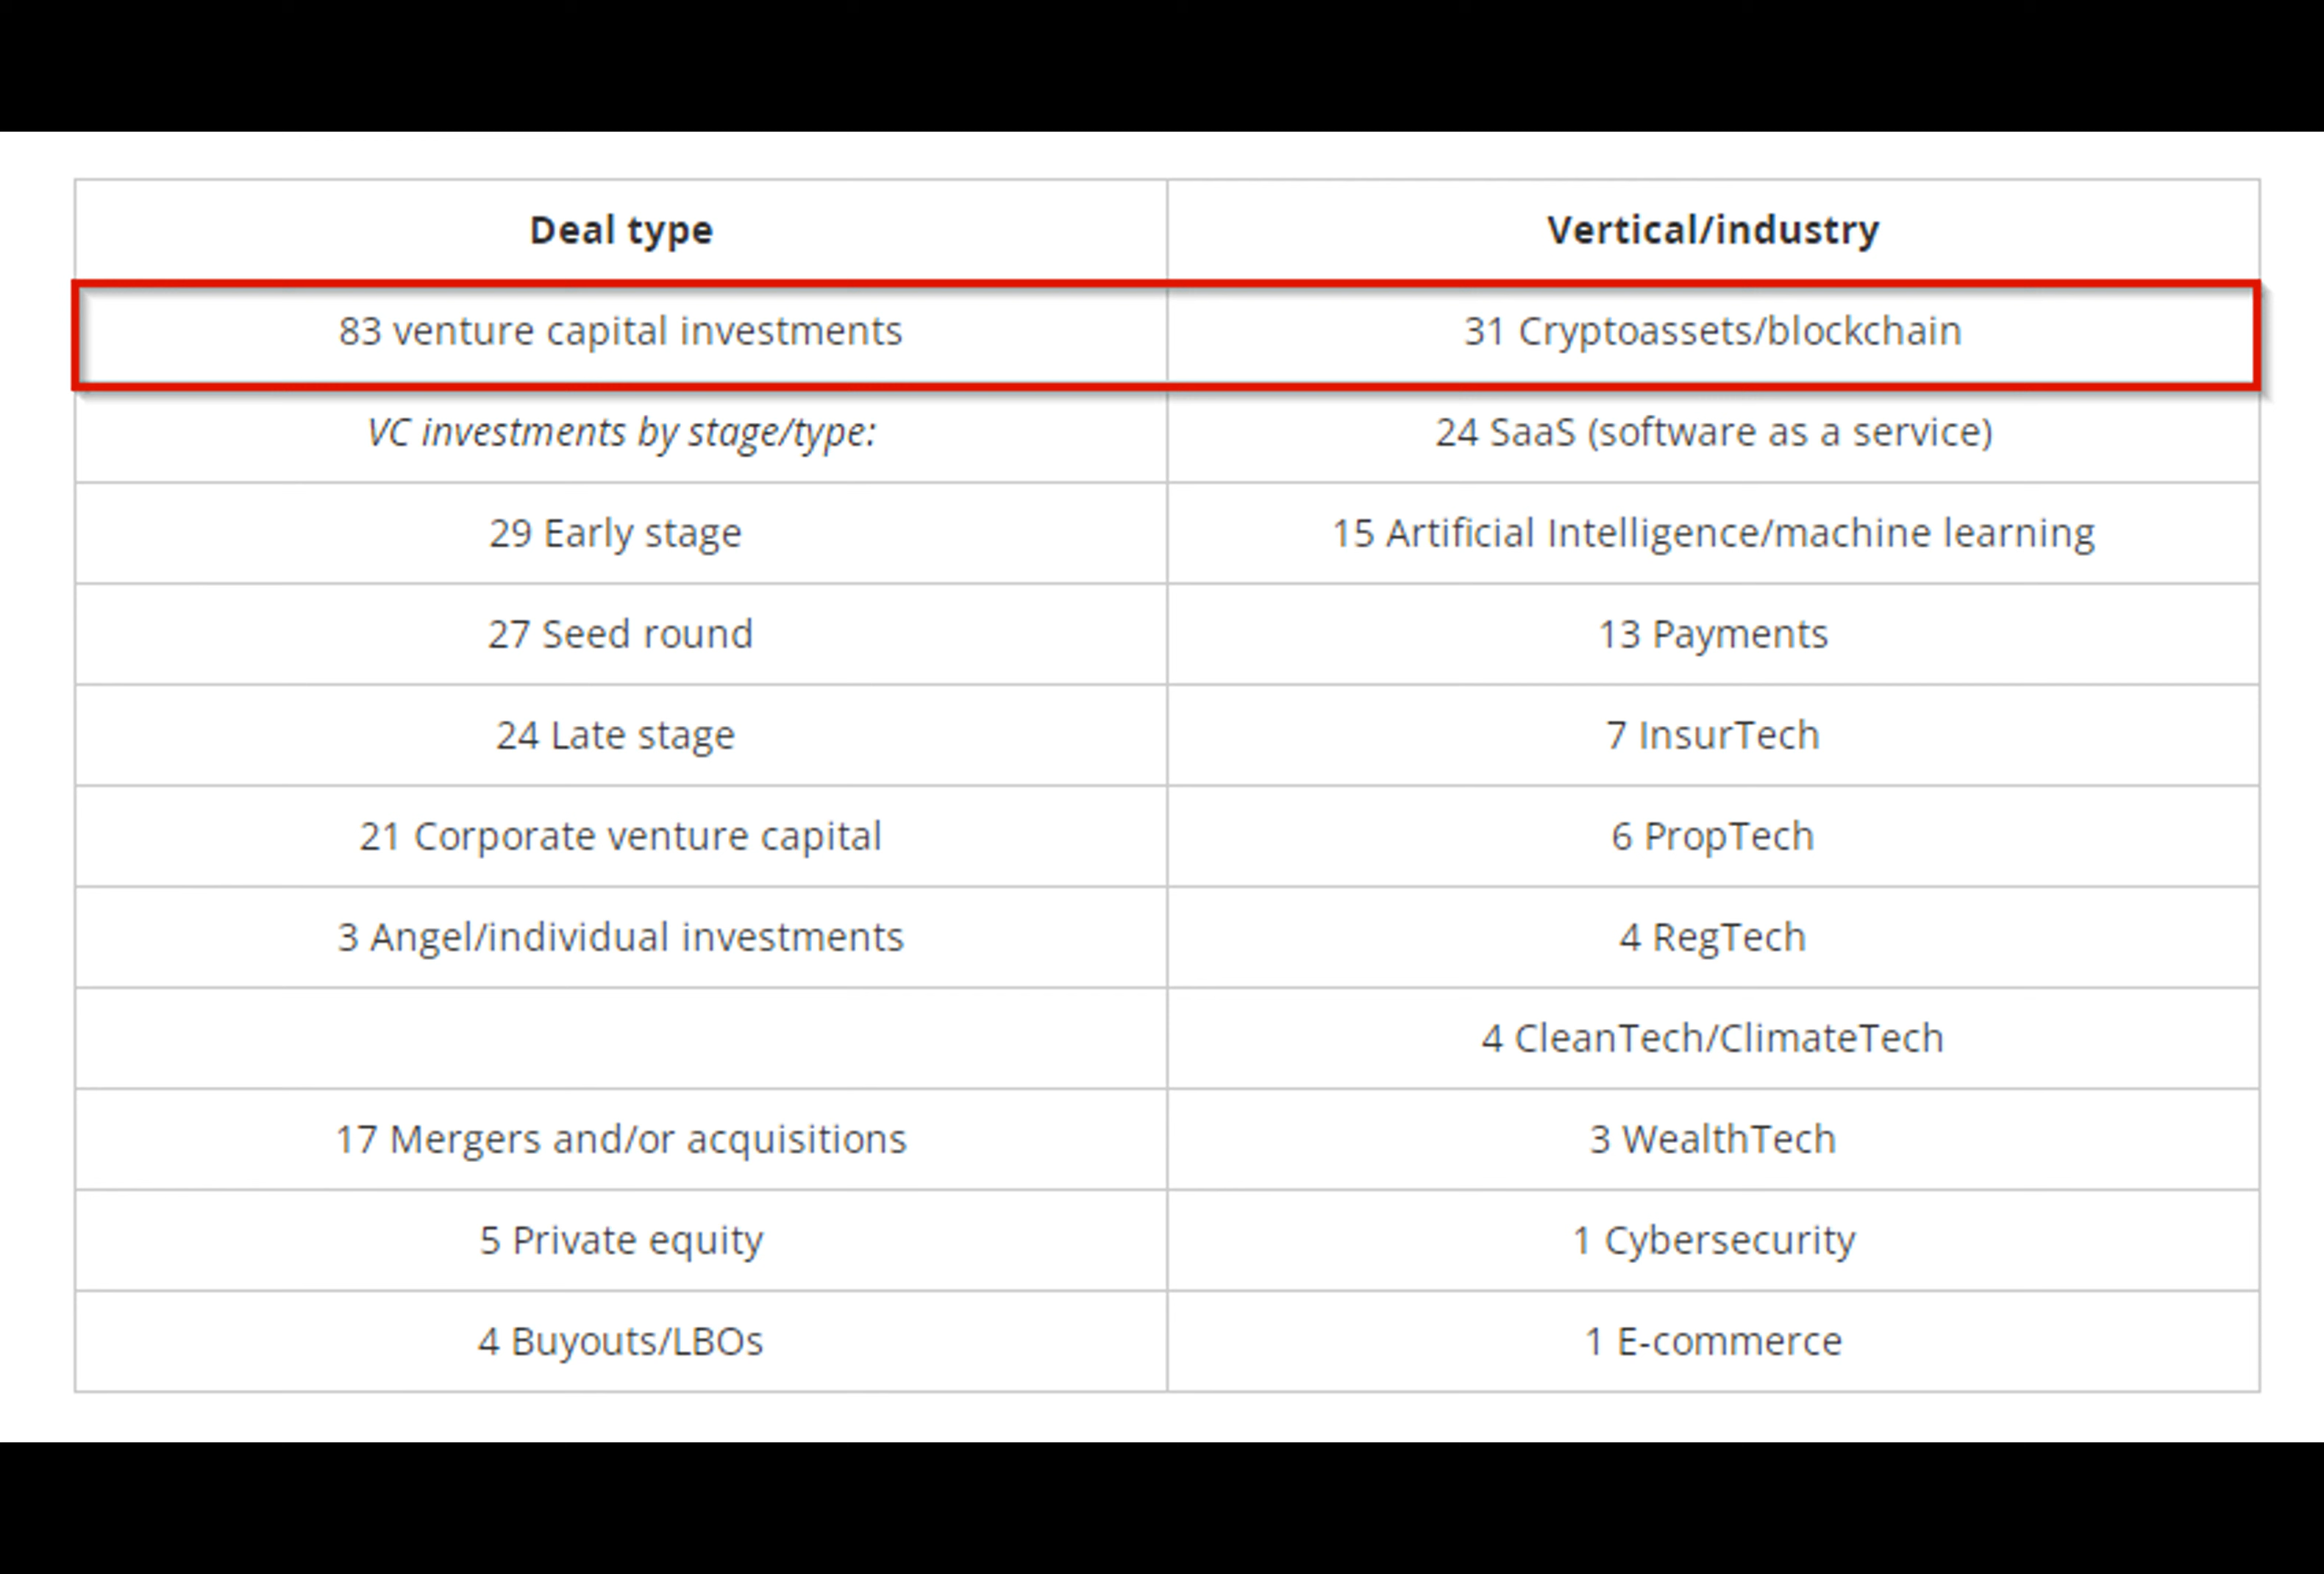 Deal type Vertical/industry
83 venture capital investments 31 Cryptoassets/blockchain
VC investments by stage/type: 24 SaaS (software as a service)
29 Early stage 15 Artificial Intelligence/machine learning
27 Seed round 13 Payments
24 Late stage 7 InsurTech
21 Corporate venture capital 6 PropTech
3 Angel/individual investments 4 RegTech
4 CleanTech/ClimateTech
17 Mergers and/or acquisitions 3 WealthTech
5 Private equity 1 Cybersecurity
4 Buyouts/LBOs 1 E-commerce